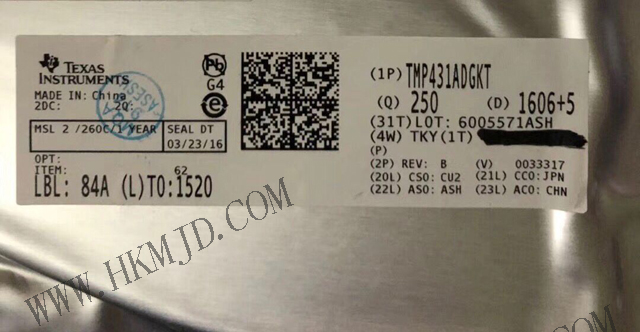 TEXAS
INSTRUMENTS
MADE IN: China
2DC: 2Q:
MSL 2 /260C/1 YEAR
SEAL DT
03/23/16
OPT:
ITEM: 62
LBL: 84A (L)TO:1520
Pb
G4
e
(1P) TMP431ADGKT
(Q) 250 (D) 1606+5
(31T)LOT: 6005571ASH
(4W) TKY(1T)
(P)
(2P) REV: B (V) 0033317
(20L) CSO: CU2 (21L) CCO:JPN
(22L) ASO: ASH (23L) ACO: CHN
WWW.HKMJD.COM